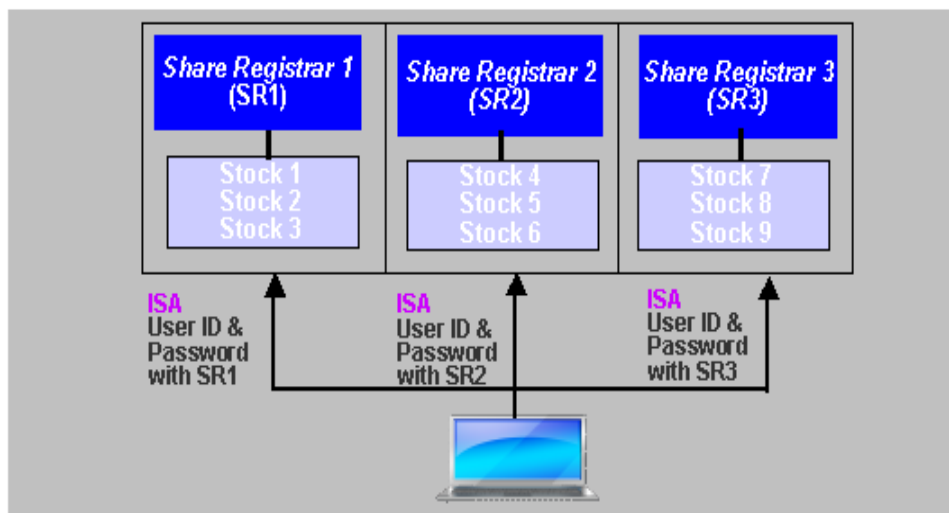 Share Registrar 1
(SR1)
Stock 1
Stock 2
Stock 3
Share Registrar 2
(SR2)
Stock 4
Stock 5
Stock 6
Share Registrar 3
(SR3)
Stock 7
Stock 8
Stock 9
ISA
User ID &
Password
with SR1
ISA
User ID &
Password
with SR2
ISA
User ID &
Password
with SR3